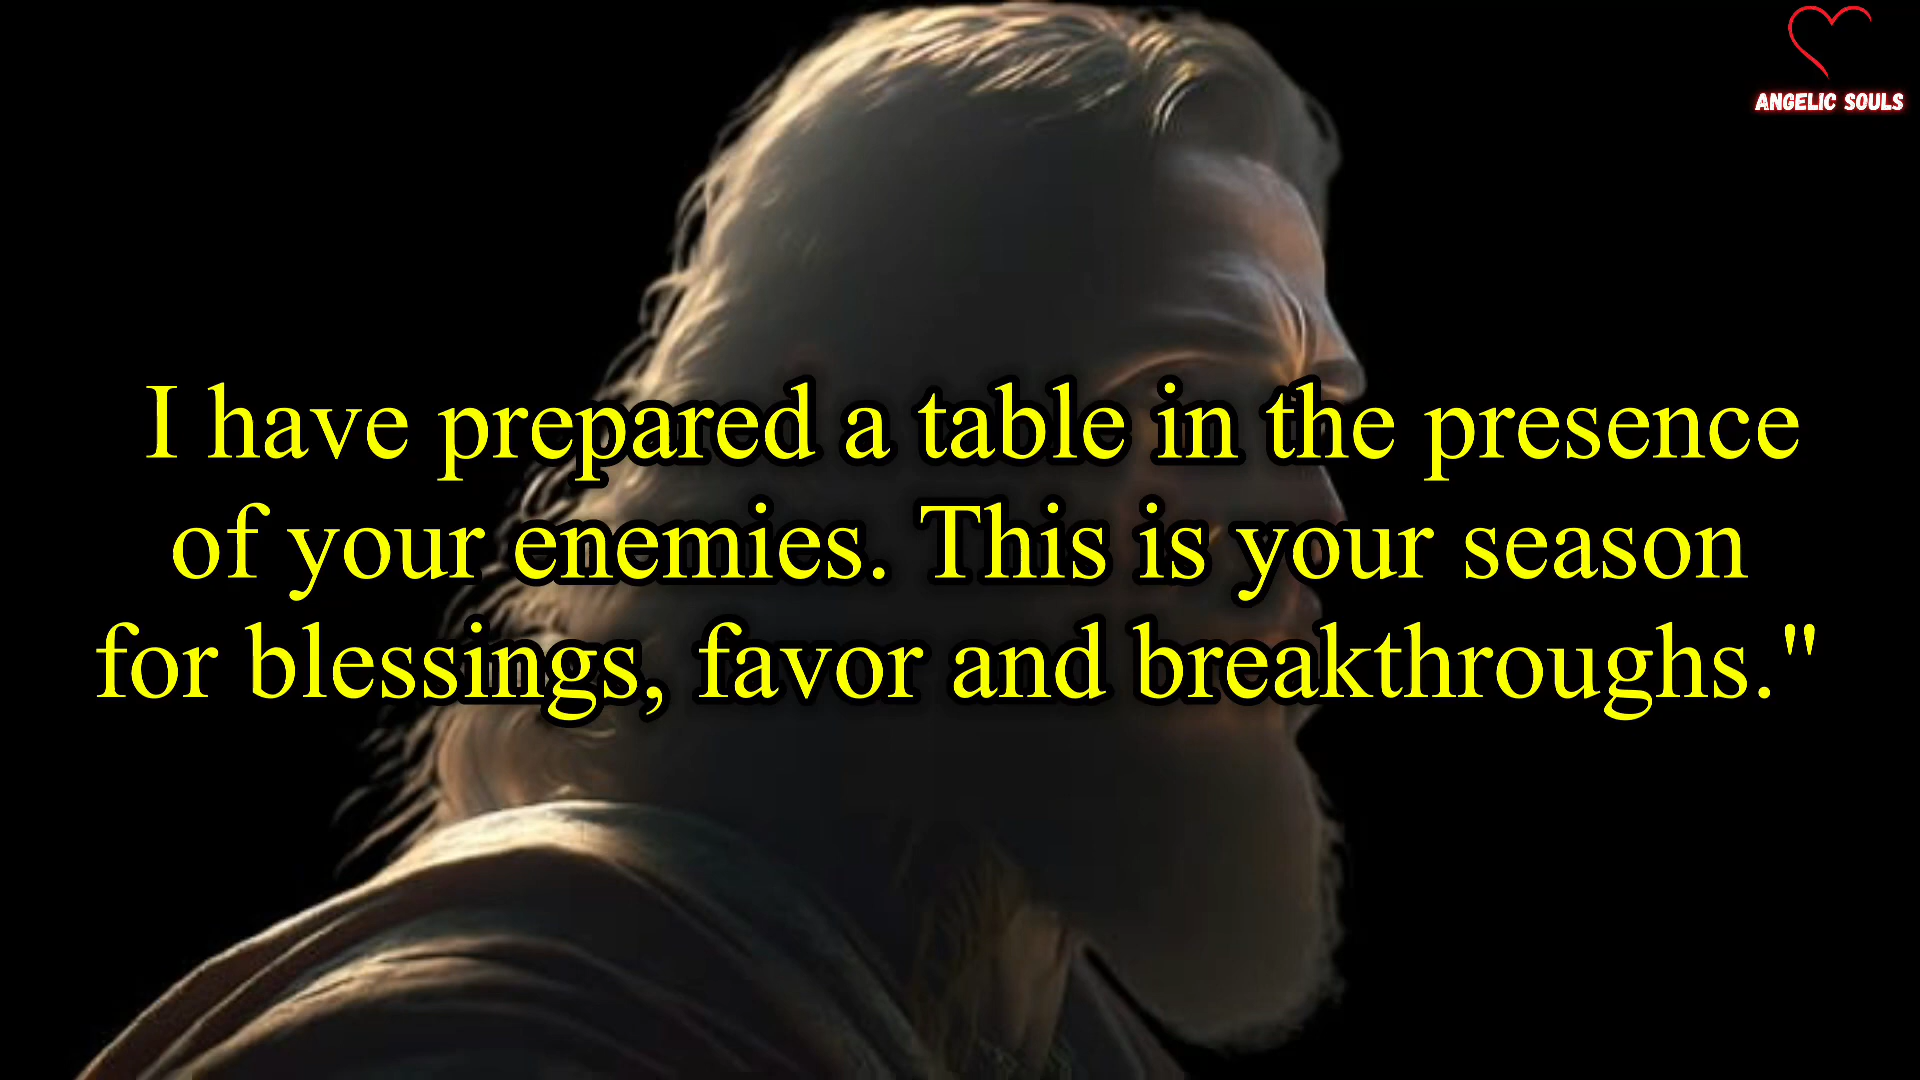 ANGELIC SOULS
I have prepared a table in the presence
of your enemies. This is your season
for blessings, favor and breakthroughs."